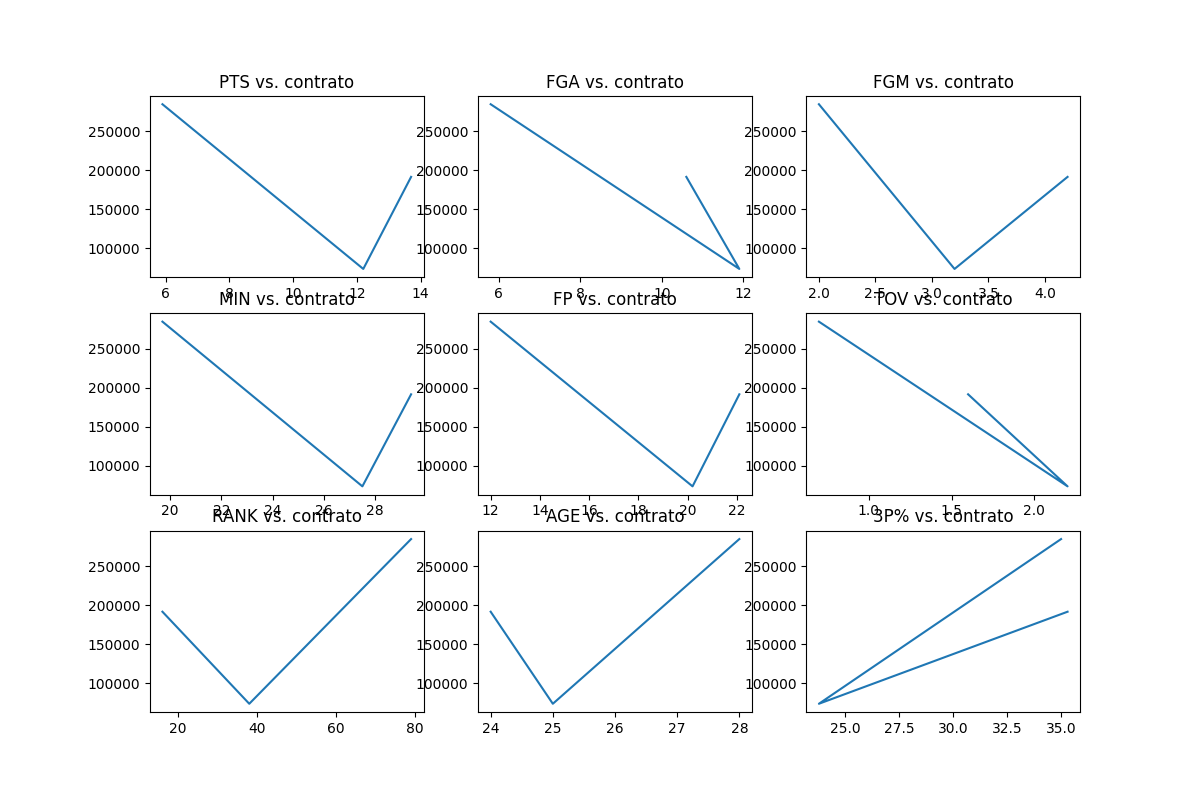 PTS vs. contrato
FGA vs. contrato
FGM vs. contrato
250000
200000
150000
100000
6 8 10 12 14
250000
200000
150000
100000
6 8 10 12
250000
200000
150000
100000
2.0 2.5 3.0 3.5 4.0
MIN vs. contrato
FP vs. contrato
TOV vs. contrato
250000
200000
150000
100000
20 22 24 26 28
250000
200000
150000
100000
12 14 16 18 20 22
250000
200000
150000
100000
1.0 1.5 2.0
RANK vs. contrato
AGE vs. contrato
3P% vs. contrato
250000
200000
150000
100000
20 40 60 80
250000
200000
150000
100000
24 25 26 27 28
250000
200000
150000
100000
25.0 27.5 30.0 32.5 35.0